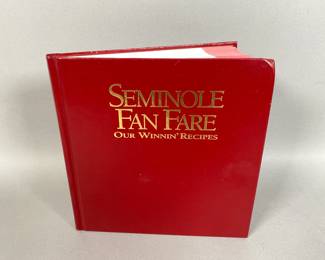 SEMINOLE
FAN FARE
OUR WINNIN' RECIPES